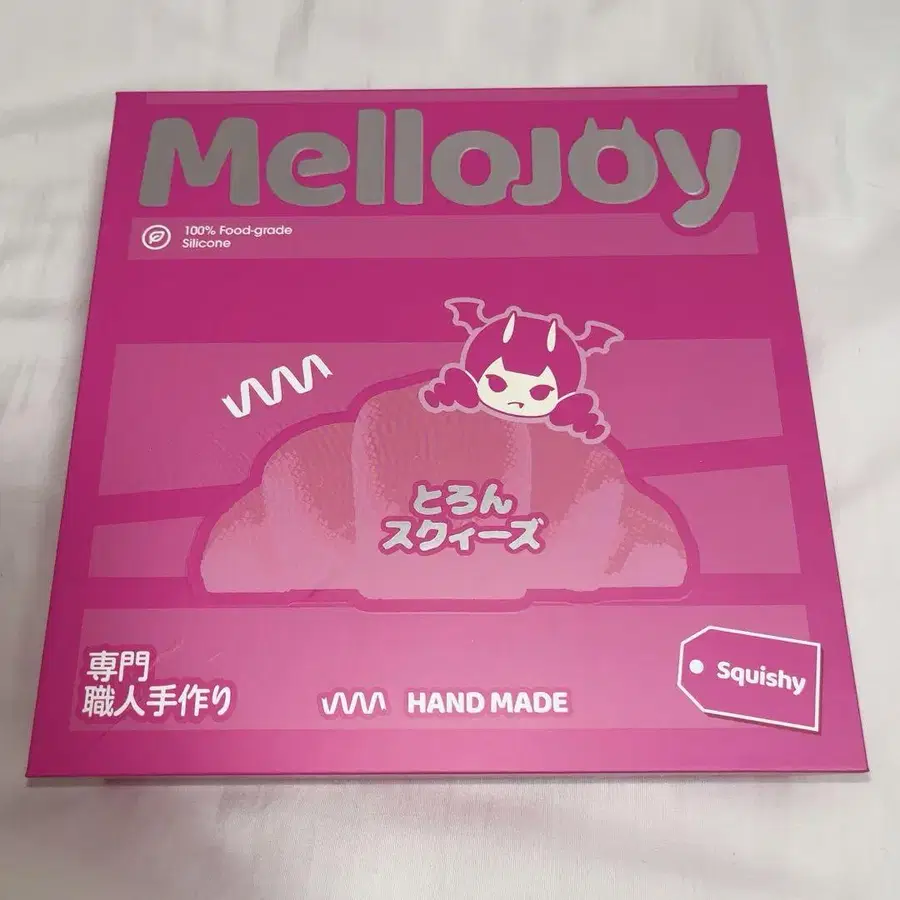 Mellojoy
100% Food-grade
Silicone
とろん
スクィーズ
専門
職人手作り
HAND MADE
Squishy